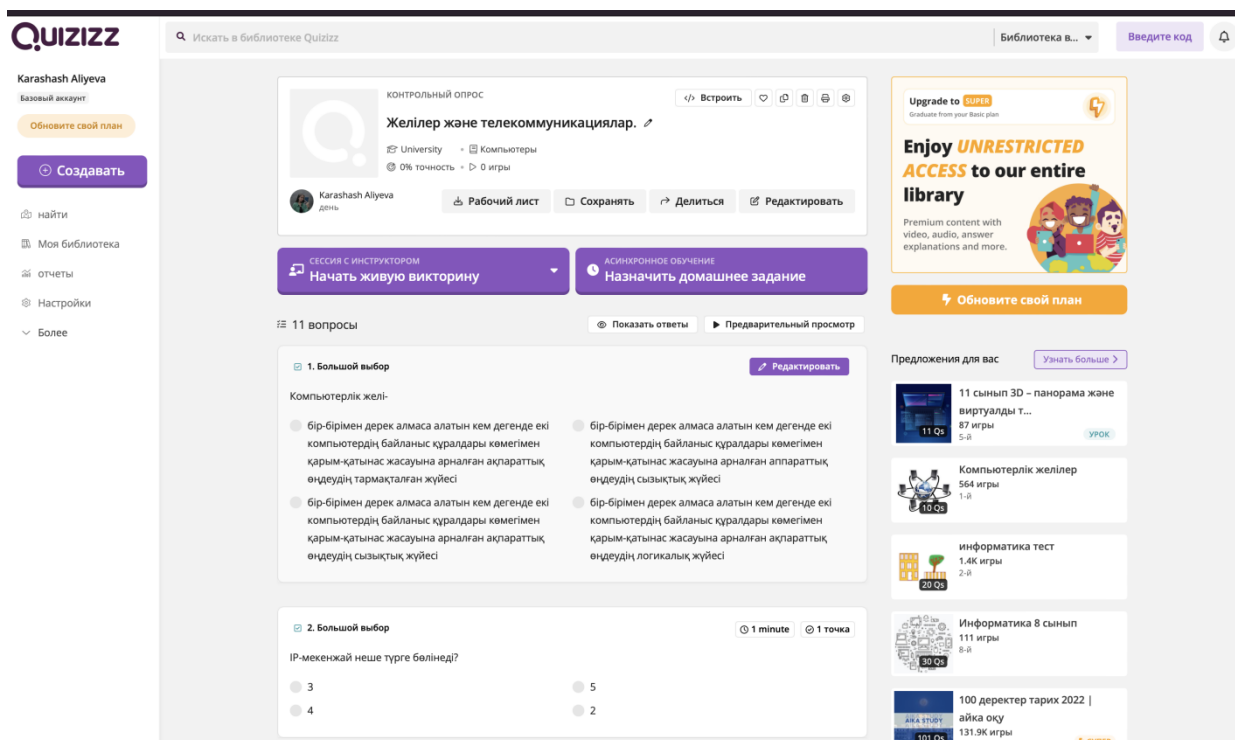 QUIZIZZ
Искать в библиотеке Quizizz
Библиотека в...
Введите код
Karashash Aliyeva
Базовый аккаунт
Обновите свой план
Создавать
найти
Моя библиотека
отчеты
Настройки
Более
КОНТРОЛЬНЫЙ ОПРОС
</> Встроить
Желілер және телекоммуникациялар.
University
Компьютеры
0% точность
0 игры
Karashash Aliyeva
день
Рабочий лист
Сохранять
Делиться
Редактировать
СЕССИЯ С ИНСТРУКТОРОМ
Начать живую викторину
АСИНХРОННОЕ ОБУЧЕНИЕ
Назначить домашнее задание
11 вопросы
Показать ответы
Предварительный просмотр
1. Большой выбор
Редактировать
Компьютерлік желі-
бір-бірімен дерек алмаса алатын кем дегенде екі
компьютердің байланыс құралдары көмегімен
қарым-қатынас жасауына арналған ақпараттық
өңдеудің тармақталған жүйесі
бір-бірімен дерек алмаса алатын кем дегенде екі
компьютердің байланыс құралдары көмегімен
қарым-қатынас жасауына арналған аппараттық
өңдеудің сызықтық жүйесі
бір-бірімен дерек алмаса алатын кем дегенде екі
компьютердің байланыс құралдары көмегімен
қарым-қатынас жасауына арналған ақпараттық
өңдеудің сызықтық жүйесі
бір-бірімен дерек алмаса алатын кем дегенде екі
компьютердің байланыс құралдары көмегімен
қарым-қатынас жасауына арналған ақпараттық
өңдеудің логикалық жүйесі
2. Большой выбор
1 minute
1 точка
IP-мекенжай неше түрге бөлінеді?
3
5
4
2
Upgrade to SUPER
Graduate from your Basic plan
Enjoy UNRESTRICTED
ACCESS to our entire
library
Premium content with
video, audio, answer
explanations and more.
Обновите свой план
Предложения для вас
Узнать больше
11 сынып 3D – панорама және
виртуалды т...
87 игры
5-й
11 Qs
УРОК
Компьютерлік желілер
564 игры
1-й
10 Qs
информатика тест
1.4K игры
2-й
20 Qs
Информатика 8 сынып
111 игры
8-й
30 Qs
100 деректер тарих 2022 |
айка оқу
131.9K игры
AIKA STUDY
101 Qs